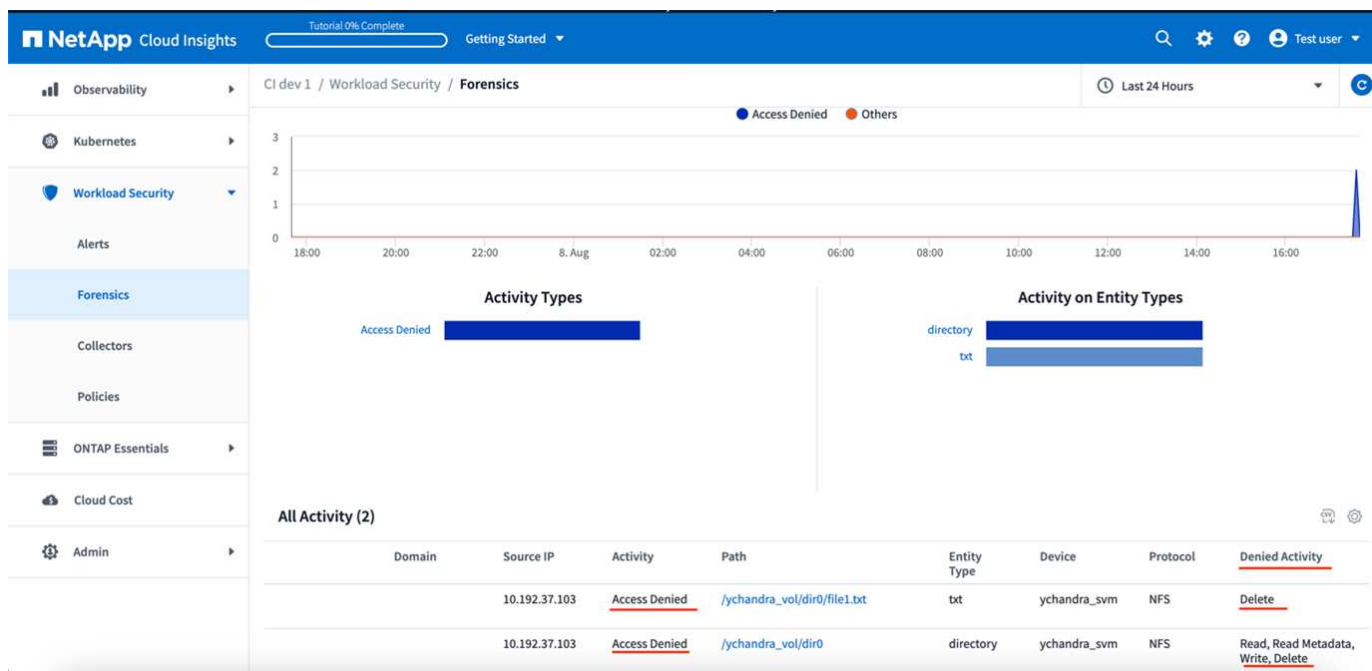 NetApp Cloud Insights
Tutorial 0% Complete
Getting Started
Test user
Observability
Kubernetes
Workload Security
Alerts
Forensics
Collectors
Policies
ONTAP Essentials
Cloud Cost
Admin
CI dev 1 / Workload Security / Forensics
Last 24 Hours
Access Denied Others
3
2
1
0
18:00 20:00 22:00 8. Aug 02:00 04:00 06:00 08:00 10:00 12:00 14:00 16:00
Activity Types
Access Denied
Activity on Entity Types
directory
txt
All Activity (2)
Domain Source IP Activity Path Entity Type Device Protocol Denied Activity
10.192.37.103 Access Denied /ychandra_vol/dir0/file1.txt txt ychandra_svm NFS Delete
10.192.37.103 Access Denied /ychandra_vol/dir0 directory ychandra_svm NFS Read, Read Metadata,
Write, Delete